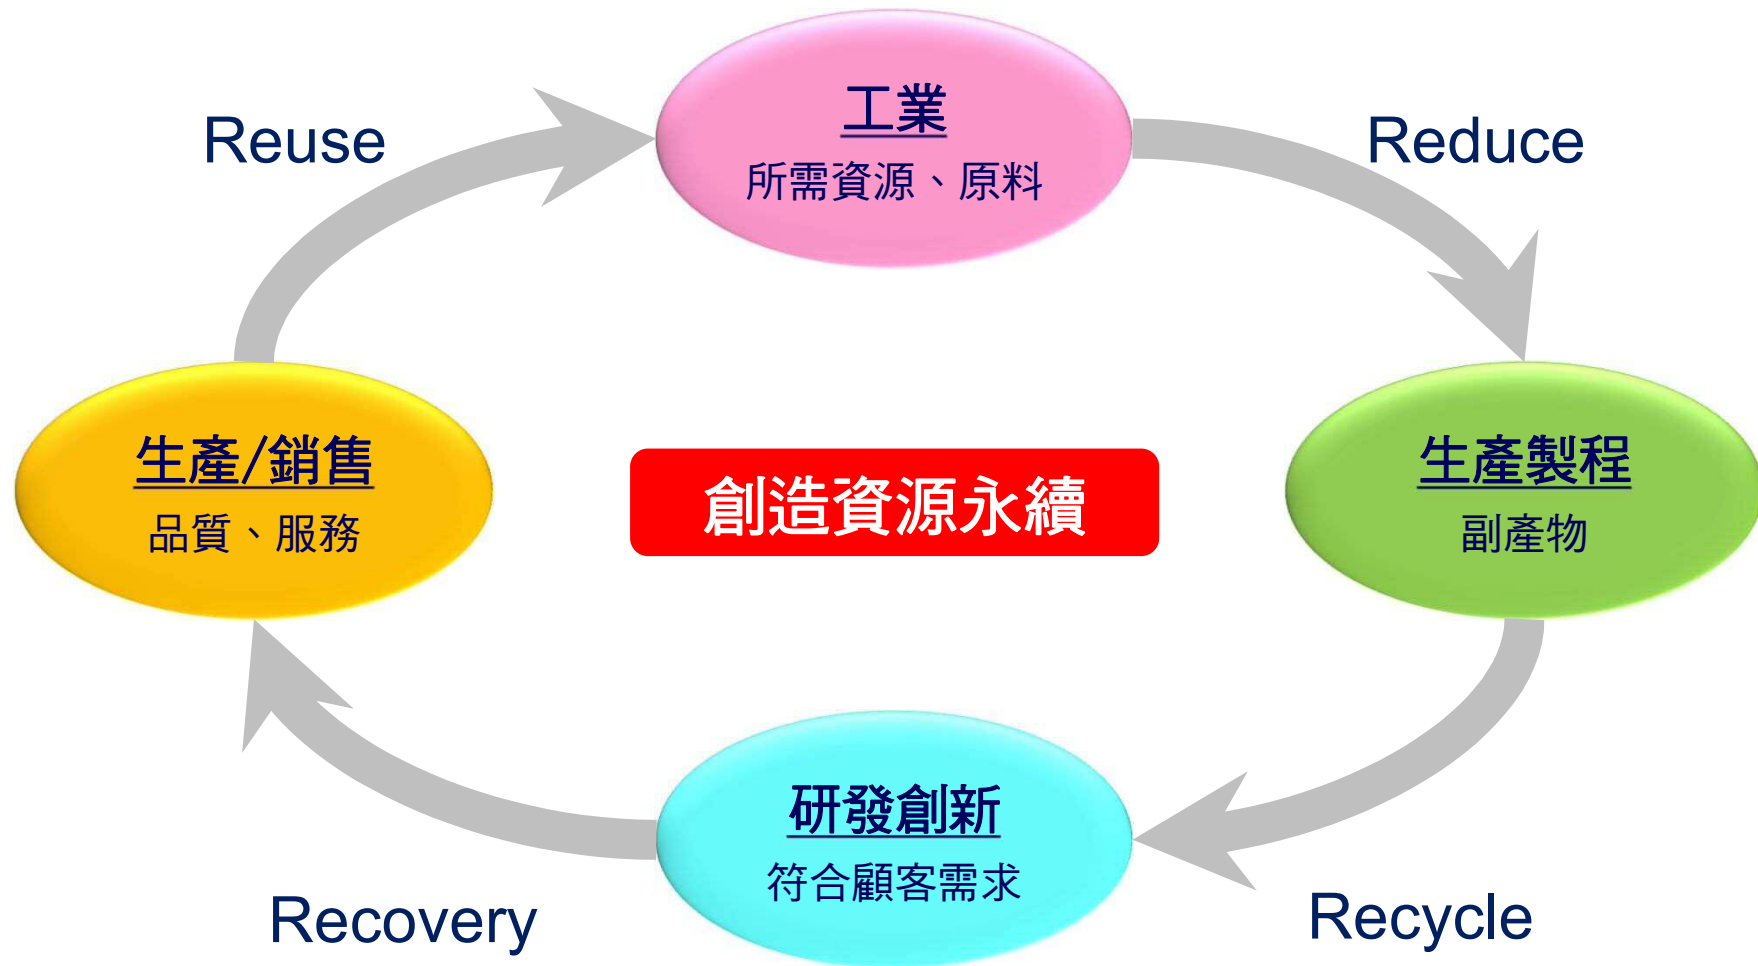 工業
所需資源、原料
Reuse
Reduce
生產/銷售
品質、服務
創造資源永續
生產製程
副產物
研發創新
符合顧客需求
Recovery
Recycle